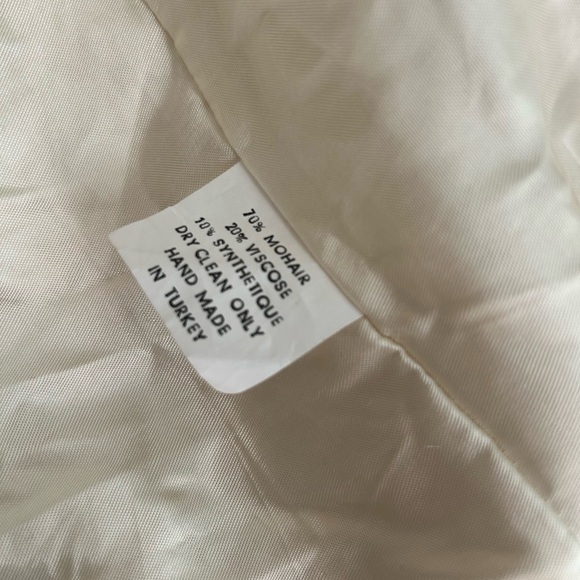 70% MOHAIR
20% VISCOSE
10% SYNTHETIQUE
DRY CLEAN ONLY
HAND MADE
IN TURKEY